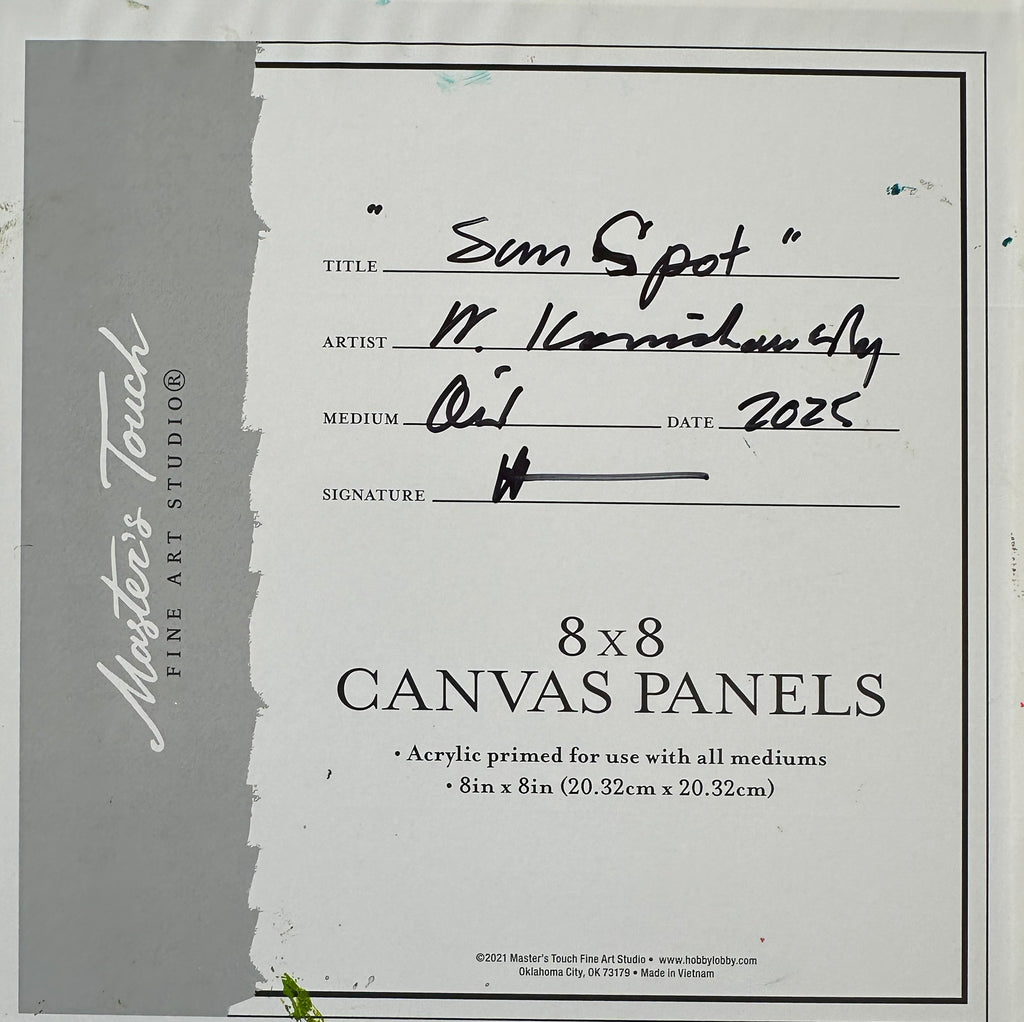 Master's Touch
FINE ART STUDIO®
TITLE " Sun Spot "
ARTIST W.
MEDIUM Oil DATE 2025
SIGNATURE
8 x 8
CANVAS PANELS
• Acrylic primed for use with all mediums
• 8in x 8in (20.32cm x 20.32cm)
©2021 Master's Touch Fine Art Studio • www.hobbylobby.com
Oklahoma City, OK 73179 • Made in Vietnam